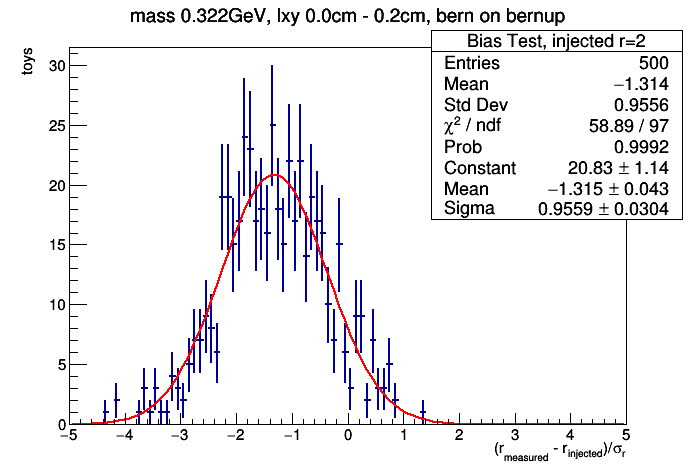 mass 0.322GeV, lxy 0.0cm - 0.2cm, bern on bernup
Bias Test, injected r=2
Entries 500
Mean −1.314
Std Dev 0.9556
χ² / ndf 58.89 / 97
Prob 0.9992
Constant 20.83 ± 1.14
Mean −1.315 ± 0.043
Sigma 0.9559 ± 0.0304
toys
30
25
20
15
10
5
0
−5 −4 −3 −2 −1 0 1 2 3 4 5
(r_measured - r_injected)/σ_r